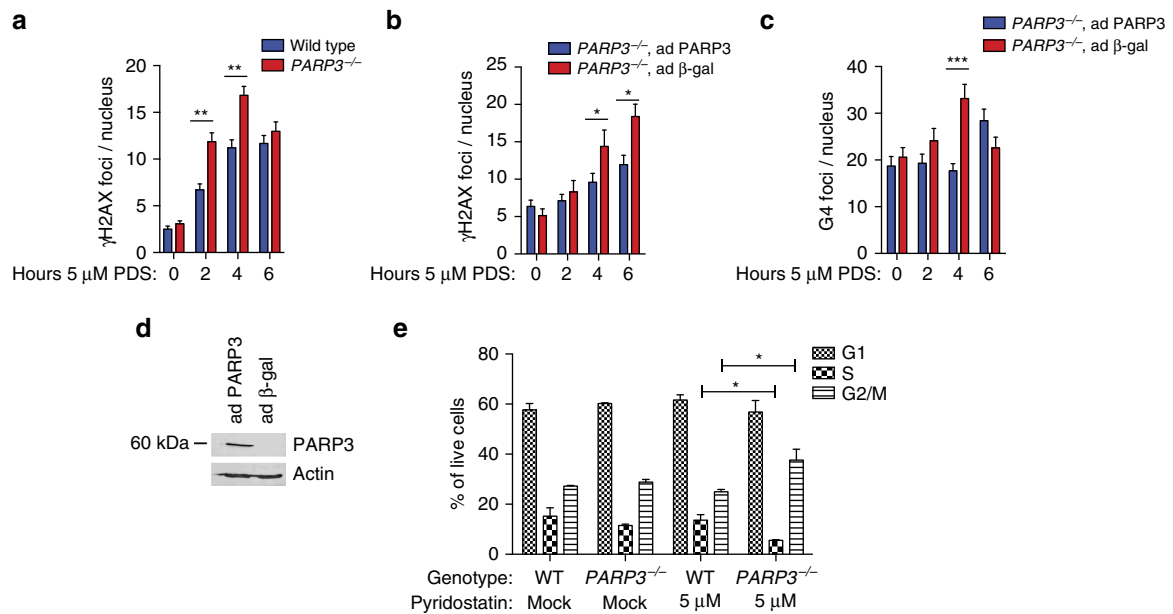 a
Wild type
PARP3–/–
γH2AX foci / nucleus
20
15
10
5
0
**
**
Hours 5 μM PDS: 0 2 4 6
b
PARP3–/–, ad PARP3
PARP3–/–, ad β-gal
γH2AX foci / nucleus
25
20
15
10
5
0
*
*
0 2 4 6
Hours 5 μM PDS:
c
PARP3–/–, ad PARP3
PARP3–/–, ad β-gal
G4 foci / nucleus
40
30
20
10
0
***
Hours 5 μM PDS: 0 2 4 6
d
ad PARP3
ad β-gal
60 kDa
PARP3
Actin
e
G1
S
G2/M
% of live cells
80
60
40
20
0
*
*
Genotype: WT PARP3–/– WT PARP3–/–
Pyridostatin: Mock Mock 5 μM 5 μM